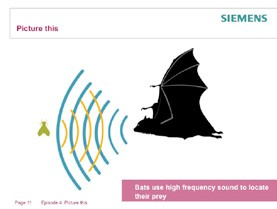 SIEMENS
Picture this
Bats use high frequency sound to locate
their prey
Page 11 Episode 4: Picture this